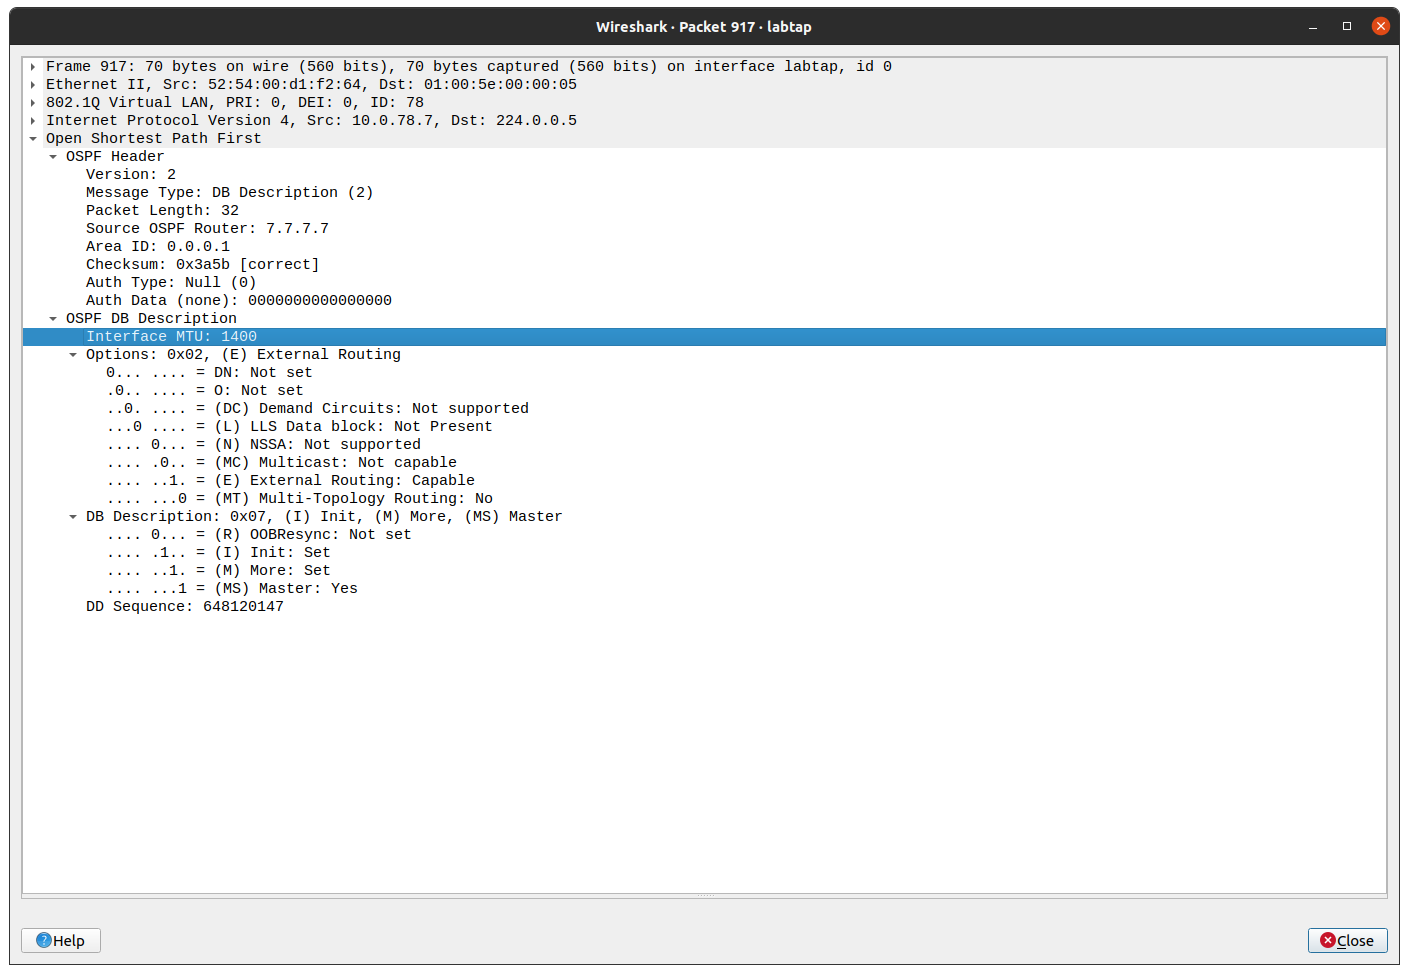 Wireshark · Packet 917 · labtap
Frame 917: 70 bytes on wire (560 bits), 70 bytes captured (560 bits) on interface labtap, id 0
Ethernet II, Src: 52:54:00:d1:f2:64, Dst: 01:00:5e:00:00:05
802.1Q Virtual LAN, PRI: 0, DEI: 0, ID: 78
Internet Protocol Version 4, Src: 10.0.78.7, Dst: 224.0.0.5
Open Shortest Path First
OSPF Header
Version: 2
Message Type: DB Description (2)
Packet Length: 32
Source OSPF Router: 7.7.7.7
Area ID: 0.0.0.1
Checksum: 0x3a5b [correct]
Auth Type: Null (0)
Auth Data (none): 0000000000000000
OSPF DB Description
Interface MTU: 1400
Options: 0x02, (E) External Routing
0... .... = DN: Not set
.0.. .... = O: Not set
..0. .... = (DC) Demand Circuits: Not supported
...0 .... = (L) LLS Data block: Not Present
.... 0... = (N) NSSA: Not supported
.... .0.. = (MC) Multicast: Not capable
.... ..1. = (E) External Routing: Capable
.... ...0 = (MT) Multi-Topology Routing: No
DB Description: 0x07, (I) Init, (M) More, (MS) Master
.... 0... = (R) OOBResync: Not set
.... .1.. = (I) Init: Set
.... ..1. = (M) More: Set
.... ...1 = (MS) Master: Yes
DD Sequence: 648120147
Help
Close